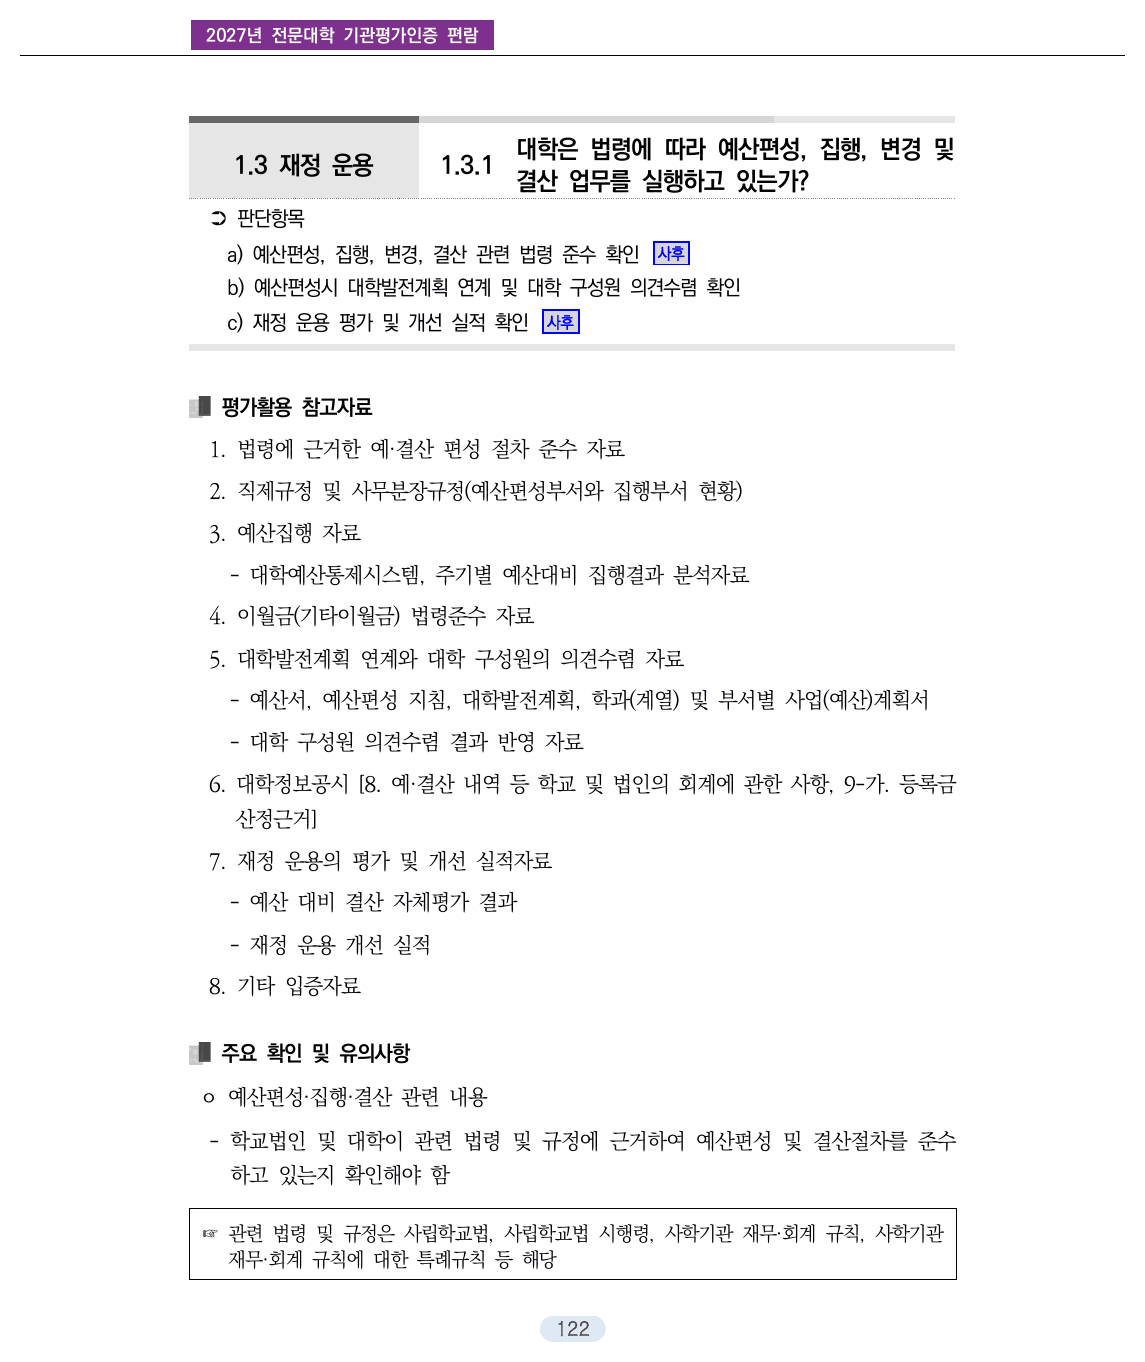 2027년 전문대학 기관평가인증 편람
1.3 재정 운용
1.3.1
대학은 법령에 따라 예산편성, 집행, 변경 및
결산 업무를 실행하고 있는가?
➲ 판단항목
a) 예산편성, 집행, 변경, 결산 관련 법령 준수 확인 사후
b) 예산편성시 대학발전계획 연계 및 대학 구성원 의견수렴 확인
c) 재정 운용 평가 및 개선 실적 확인 사후
평가활용 참고자료
1. 법령에 근거한 예·결산 편성 절차 준수 자료
2. 직제규정 및 사무분장규정(예산편성부서와 집행부서 현황)
3. 예산집행 자료
- 대학예산통제시스템, 주기별 예산대비 집행결과 분석자료
4. 이월금(기타이월금) 법령준수 자료
5. 대학발전계획 연계와 대학 구성원의 의견수렴 자료
- 예산서, 예산편성 지침, 대학발전계획, 학과(계열) 및 부서별 사업(예산)계획서
- 대학 구성원 의견수렴 결과 반영 자료
6. 대학정보공시 [8. 예·결산 내역 등 학교 및 법인의 회계에 관한 사항, 9-가. 등록금
산정근거]
7. 재정 운용의 평가 및 개선 실적자료
- 예산 대비 결산 자체평가 결과
- 재정 운용 개선 실적
8. 기타 입증자료
주요 확인 및 유의사항
ㅇ 예산편성·집행·결산 관련 내용
- 학교법인 및 대학이 관련 법령 및 규정에 근거하여 예산편성 및 결산절차를 준수
하고 있는지 확인해야 함
☞ 관련 법령 및 규정은 사립학교법, 사립학교법 시행령, 사학기관 재무·회계 규칙, 사학기관
재무·회계 규칙에 대한 특례규칙 등 해당
122